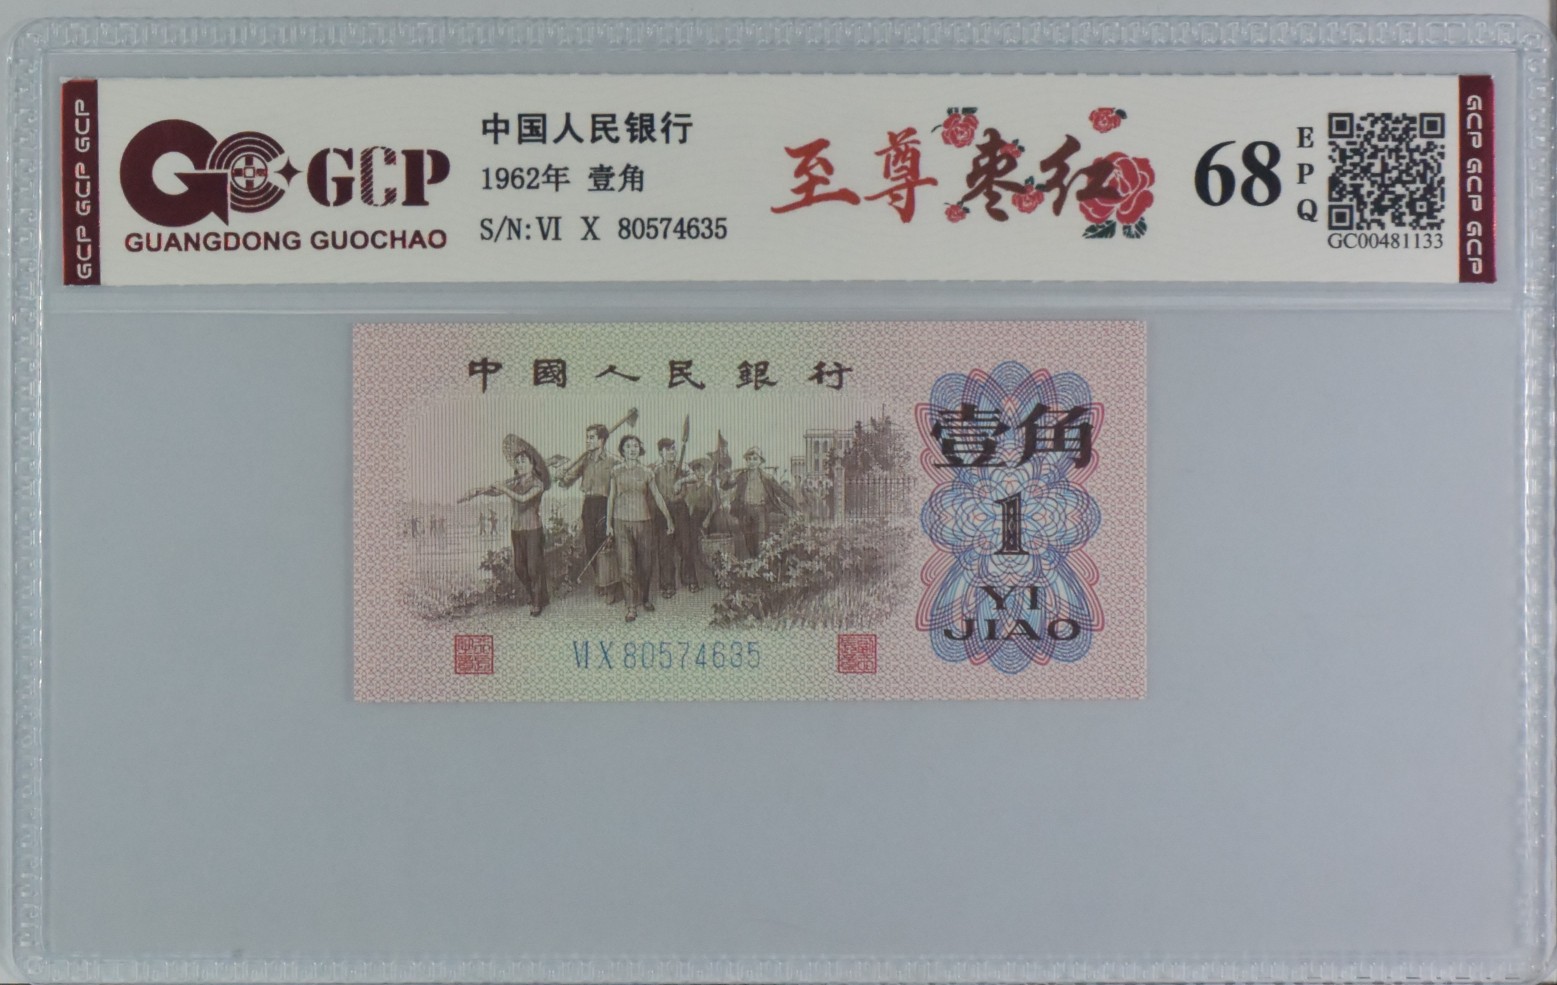 GCP GCP GCP
GCP
GUANGDONG GUOCHAO
中国人民银行
1962年 壹角
S/N:Ⅵ X 80574635
至尊枣红
68
EPQ
GC00481133
GCP GCP GCP
中國人民銀行
壹角
1
YI
JIAO
ⅥX80574635